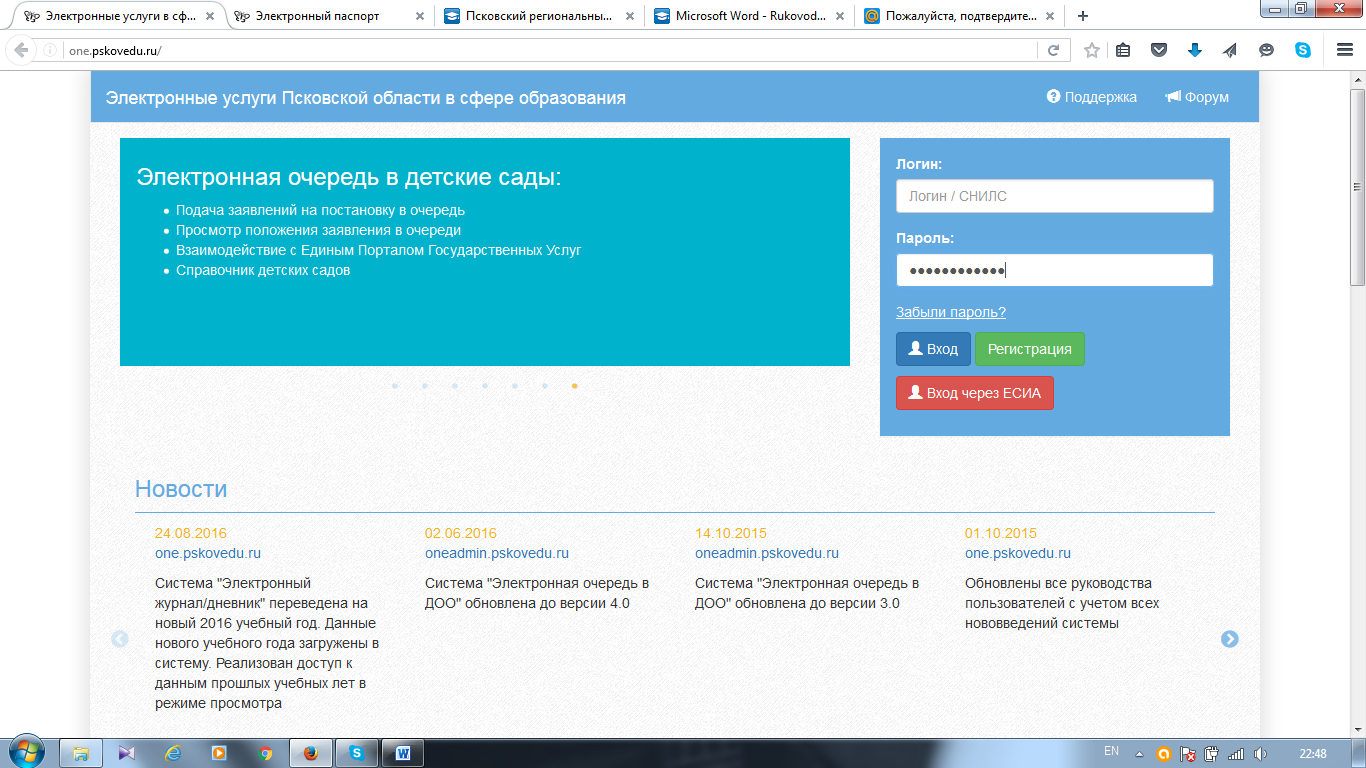 Электронные услуги в сф...
Электронный паспорт
Псковский региональны...
Microsoft Word - Rukovod...
Пожалуйста, подтвердите...
one.pskovedu.ru/
Электронные услуги Псковской области в сфере образования
Поддержка
Форум
Электронная очередь в детские сады:
Подача заявлений на постановку в очередь
Просмотр положения заявления в очереди
Взаимодействие с Единым Порталом Государственных Услуг
Справочник детских садов
Логин:
Логин / СНИЛС
Пароль:
Забыли пароль?
Вход
Регистрация
Вход через ЕСИА
Новости
24.08.2016
one.pskovedu.ru
Система "Электронный
журнал/дневник" переведена на
новый 2016 учебный год. Данные
нового учебного года загружены в
систему. Реализован доступ к
данным прошлых учебных лет в
режиме просмотра
02.06.2016
oneadmin.pskovedu.ru
Система "Электронная очередь в
ДОО" обновлена до версии 4.0
14.10.2015
oneadmin.pskovedu.ru
Система "Электронная очередь в
ДОО" обновлена до версии 3.0
01.10.2015
one.pskovedu.ru
Обновлены все руководства
пользователей с учетом всех
нововведений системы
EN
22:48